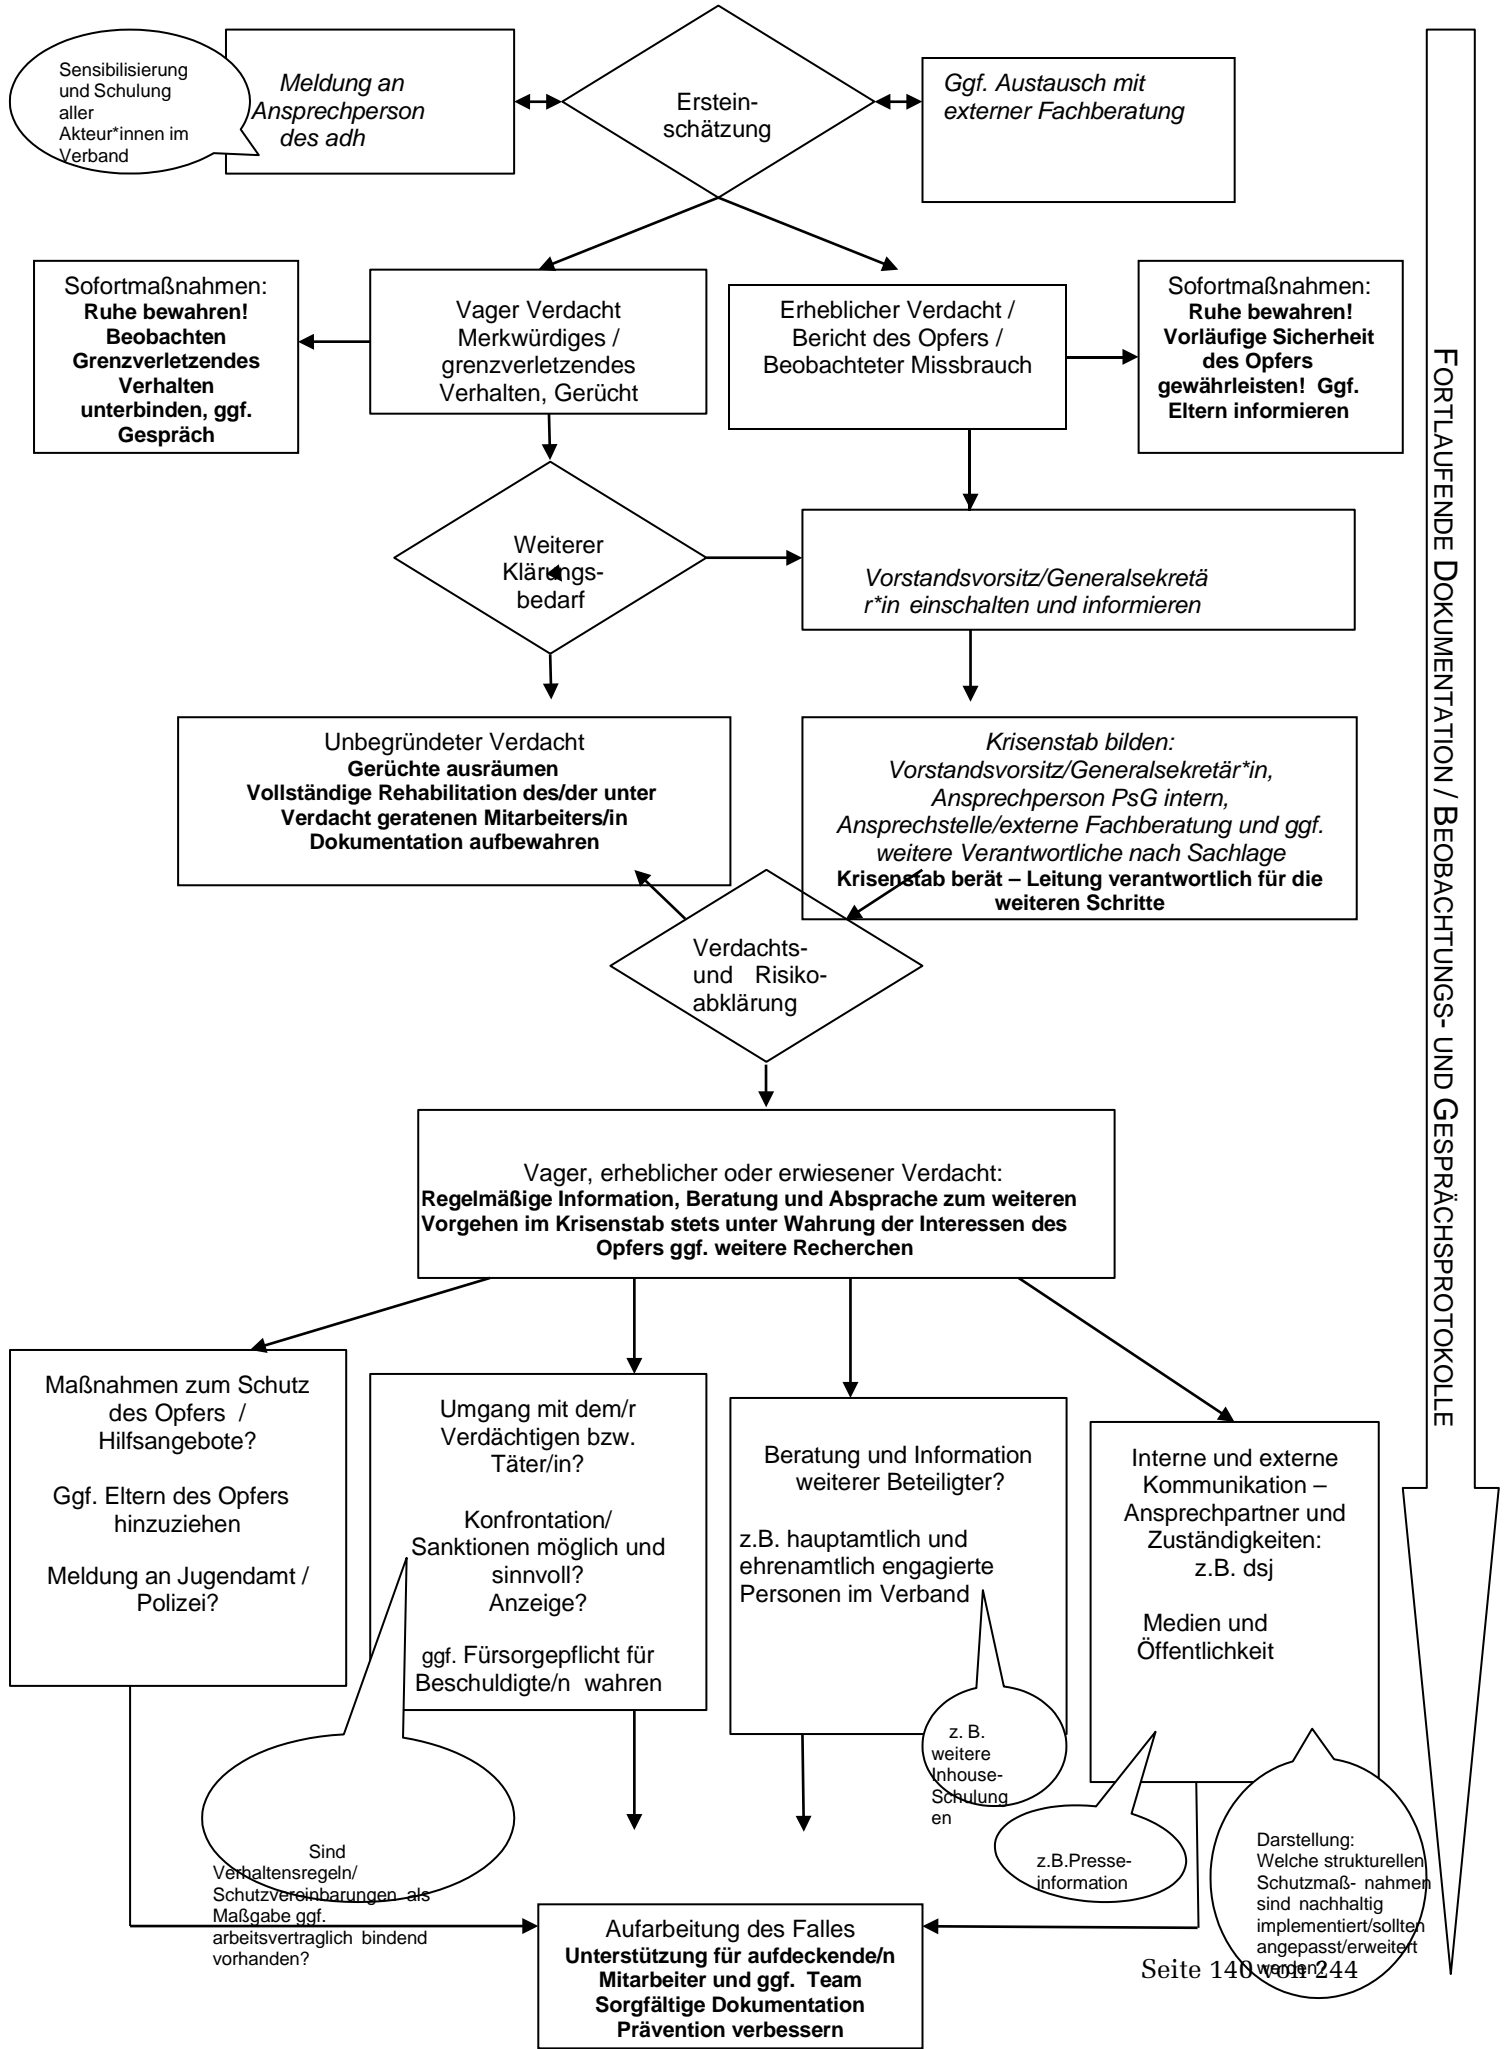 Sensibilisierung
und Schulung
aller
Akteur*innen im
Verband
Meldung an
Ansprechperson
des adh
Erstein-
schätzung
Ggf. Austausch mit
externer Fachberatung
Sofortmaßnahmen:
Ruhe bewahren!
Beobachten
Grenzverletzendes
Verhalten
unterbinden, ggf.
Gespräch
Vager Verdacht
Merkwürdiges /
grenzverletzendes
Verhalten, Gerücht
Erheblicher Verdacht /
Bericht des Opfers /
Beobachteter Missbrauch
Sofortmaßnahmen:
Ruhe bewahren!
Vorläufige Sicherheit
des Opfers
gewährleisten! Ggf.
Eltern informieren
Weiterer
Klärungs-
bedarf
Vorstandsvorsitz/Generalsekretä
r*in einschalten und informieren
Unbegründeter Verdacht
Gerüchte ausräumen
Vollständige Rehabilitation des/der unter
Verdacht geratenen Mitarbeiters/in
Dokumentation aufbewahren
Krisenstab bilden:
Vorstandsvorsitz/Generalsekretär*in,
Ansprechperson PsG intern,
Ansprechstelle/externe Fachberatung und ggf.
weitere Verantwortliche nach Sachlage
Krisenstab berät – Leitung verantwortlich für die
weiteren Schritte
Verdachts-
und Risiko-
abklärung
Vager, erheblicher oder erwiesener Verdacht:
Regelmäßige Information, Beratung und Absprache zum weiteren
Vorgehen im Krisenstab stets unter Wahrung der Interessen des
Opfers ggf. weitere Recherchen
Maßnahmen zum Schutz
des Opfers /
Hilfsangebote?
Ggf. Eltern des Opfers
hinzuziehen
Meldung an Jugendamt /
Polizei?
Umgang mit dem/r
Verdächtigen bzw.
Täter/in?
Konfrontation/
Sanktionen möglich und
sinnvoll?
Anzeige?
ggf. Fürsorgepflicht für
Beschuldigte/n wahren
Beratung und Information
weiterer Beteiligter?
z.B. hauptamtlich und
ehrenamtlich engagierte
Personen im Verband
Interne und externe
Kommunikation –
Ansprechpartner und
Zuständigkeiten:
z.B. dsj
Medien und
Öffentlichkeit
Sind
Verhaltensregeln/
Schutzvereinbarungen als
Maßgabe ggf.
arbeitsvertraglich bindend
vorhanden?
z. B.
weitere
Inhouse-
Schulung
en
z.B.Presse-
information
Darstellung:
Welche strukturellen
Schutzmaß- nahmen
sind nachhaltig
implementiert/sollten
angepasst/erweitert
werden?
Aufarbeitung des Falles
Unterstützung für aufdeckende/n
Mitarbeiter und ggf. Team
Sorgfältige Dokumentation
Prävention verbessern
FORTLAUFENDE DOKUMENTATION / BEOBACHTUNGS- UND GESPRÄCHSPROTOKOLLE
Seite 140 von 244